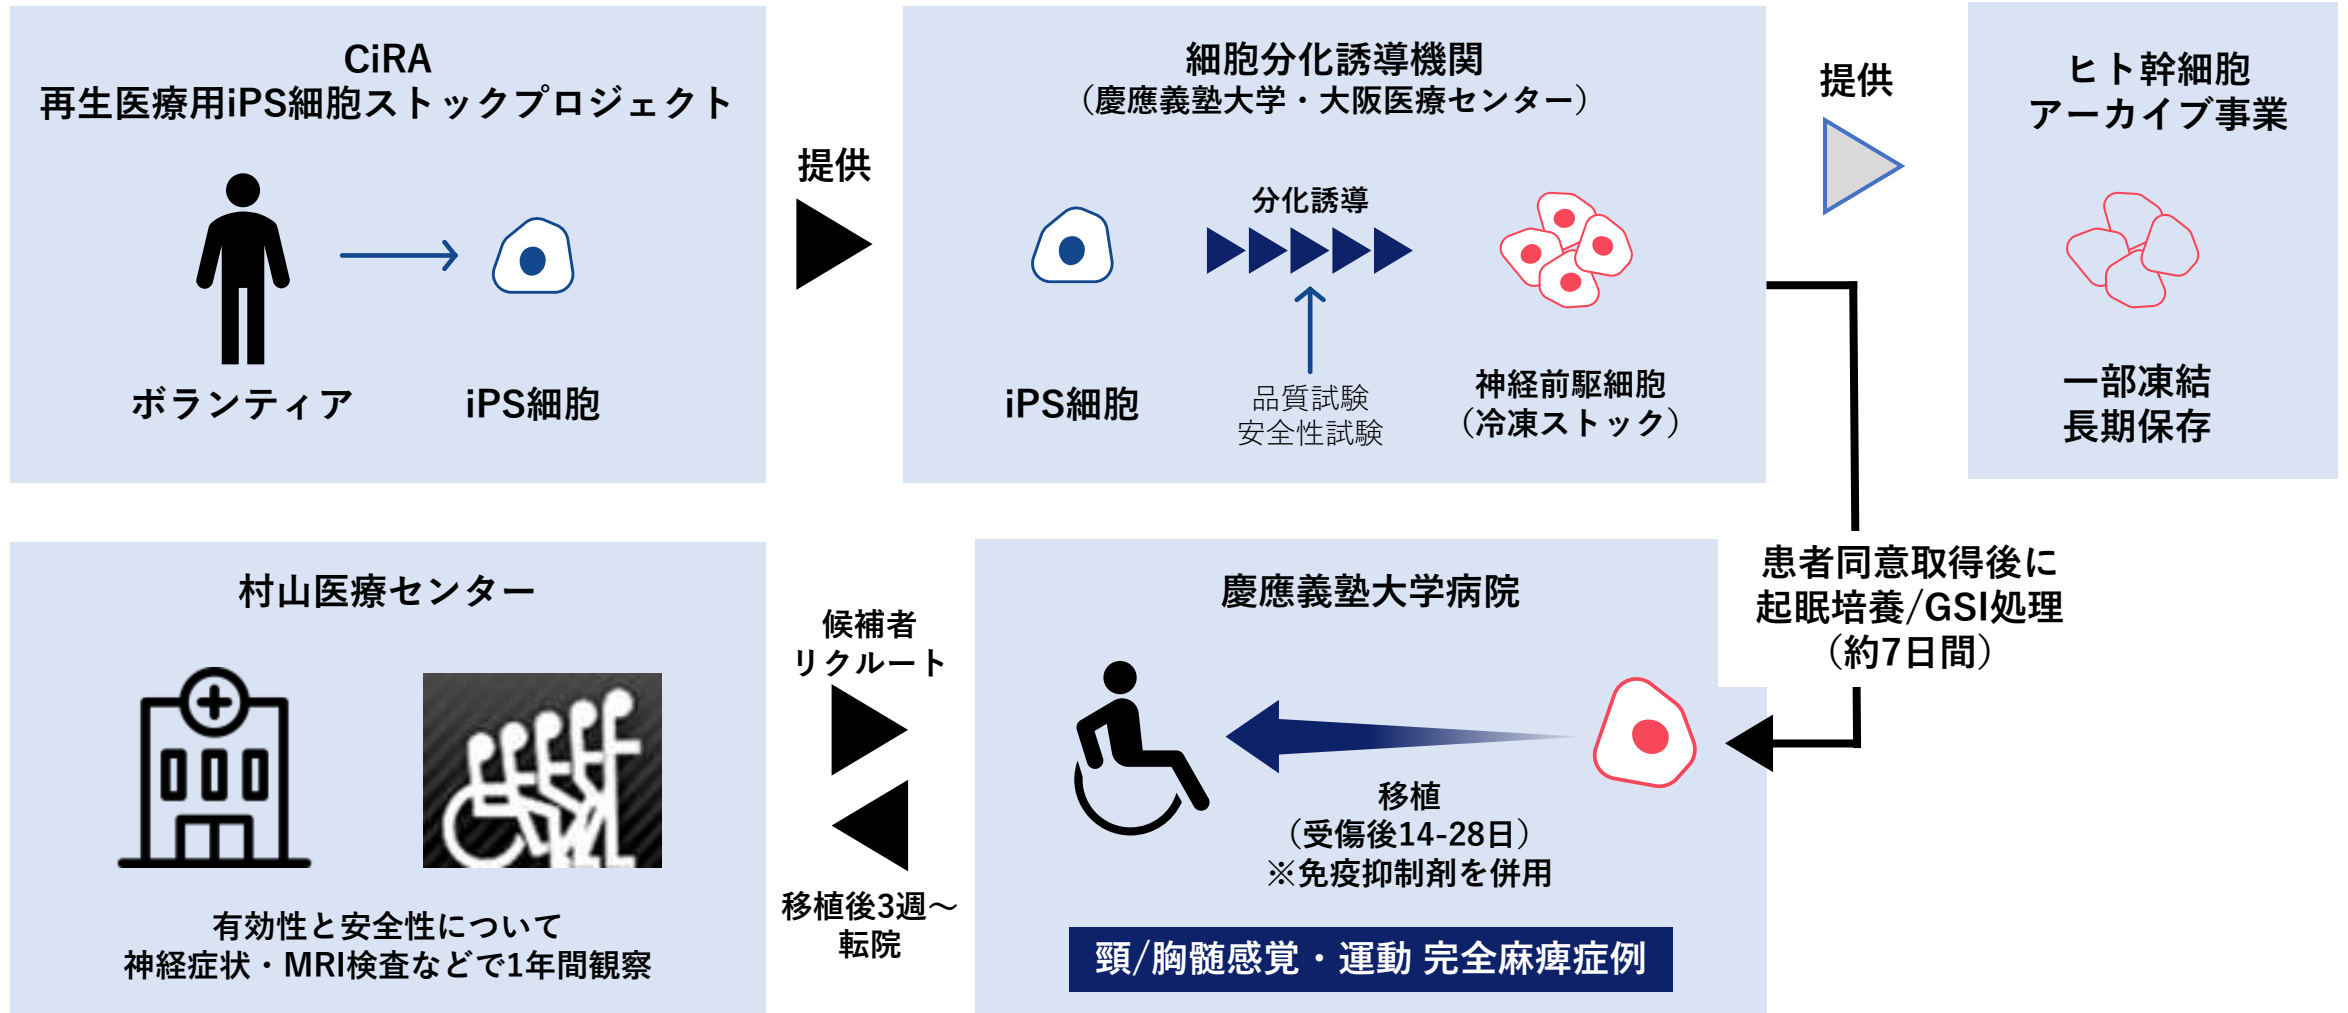 CiRA
再生医療用iPS細胞ストックプロジェクト
ボランティア
iPS細胞
提供
細胞分化誘導機関
（慶應義塾大学・大阪医療センター）
分化誘導
iPS細胞
品質試験
安全性試験
神経前駆細胞
（冷凍ストック）
提供
ヒト幹細胞
アーカイブ事業
一部凍結
長期保存
患者同意取得後に
起眠培養/GSI処理
（約7日間）
村山医療センター
有効性と安全性について
神経症状・MRI検査などで1年間観察
候補者
リクルート
移植後3週～
転院
慶應義塾大学病院
移植
（受傷後14-28日）
※免疫抑制剤を併用
頸/胸髄感覚・運動 完全麻痺症例